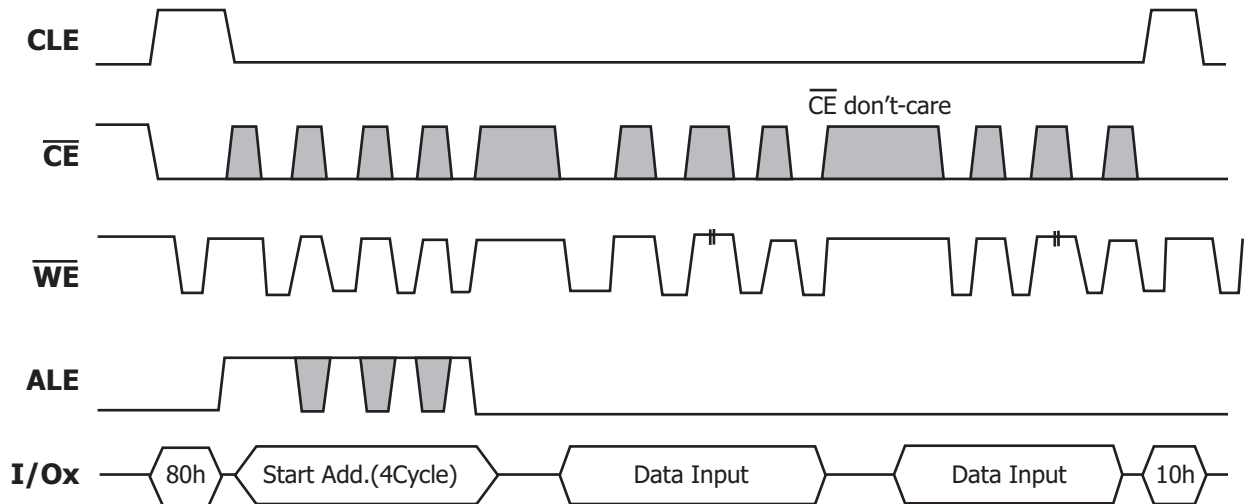 CLE
CE don't-care
CE
WE
ALE
I/Ox 80h Start Add.(4Cycle) Data Input Data Input 10h